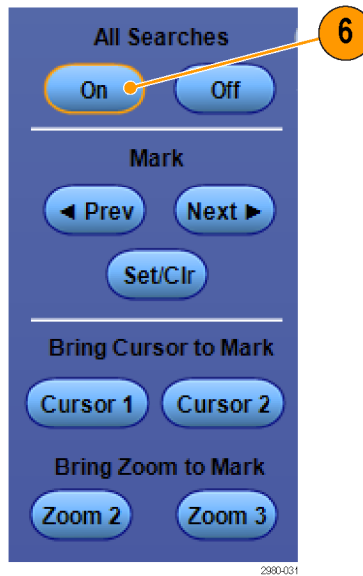 All Searches
6
On Off
Mark
◄ Prev Next ►
Set/Clr
Bring Cursor to Mark
Cursor 1 Cursor 2
Bring Zoom to Mark
Zoom 2 Zoom 3
2980-031